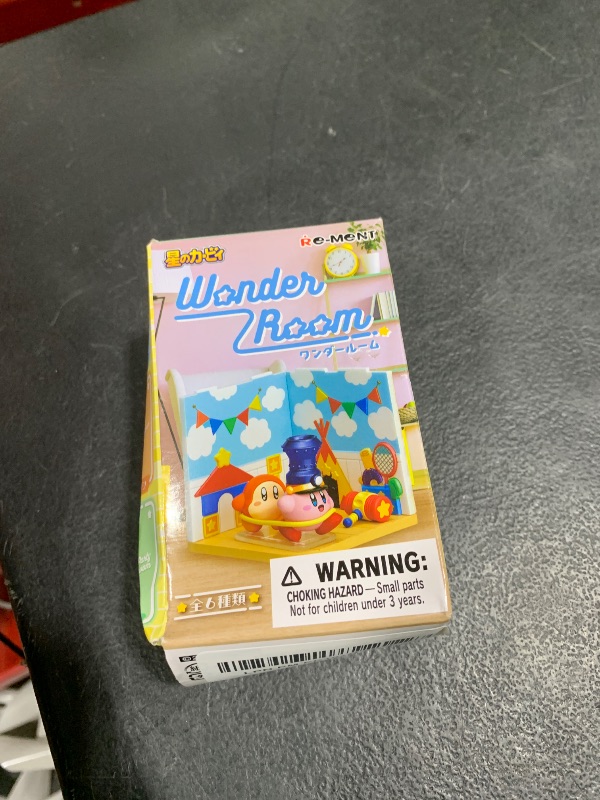 RE-MENT
星のカービィ
Wonder
Room
ワンダールーム
WARNING:
CHOKING HAZARD — Small parts
Not for children under 3 years.
全6種類